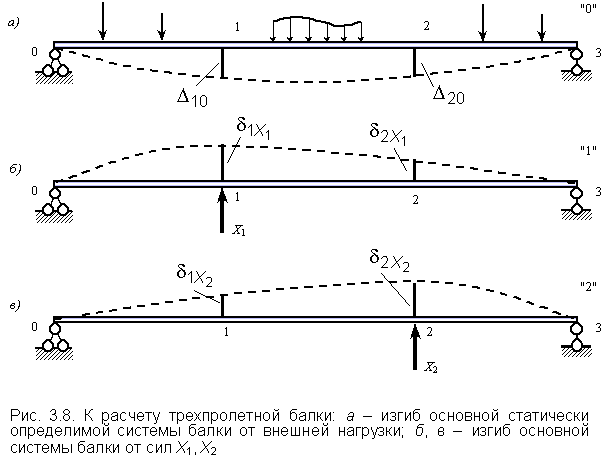 а)
1
2
"0"
0
3
Δ10
Δ20
δ1X1
δ2X1
б)
"1"
0
1
2
3
X1
δ1X2
δ2X2
в)
"2"
0
1
2
3
X2
Рис. 3.8. К расчету трехпролетной балки: а – изгиб основной статически
определимой системы балки от внешней нагрузки; б, в – изгиб основной
системы балки от сил X1, X2